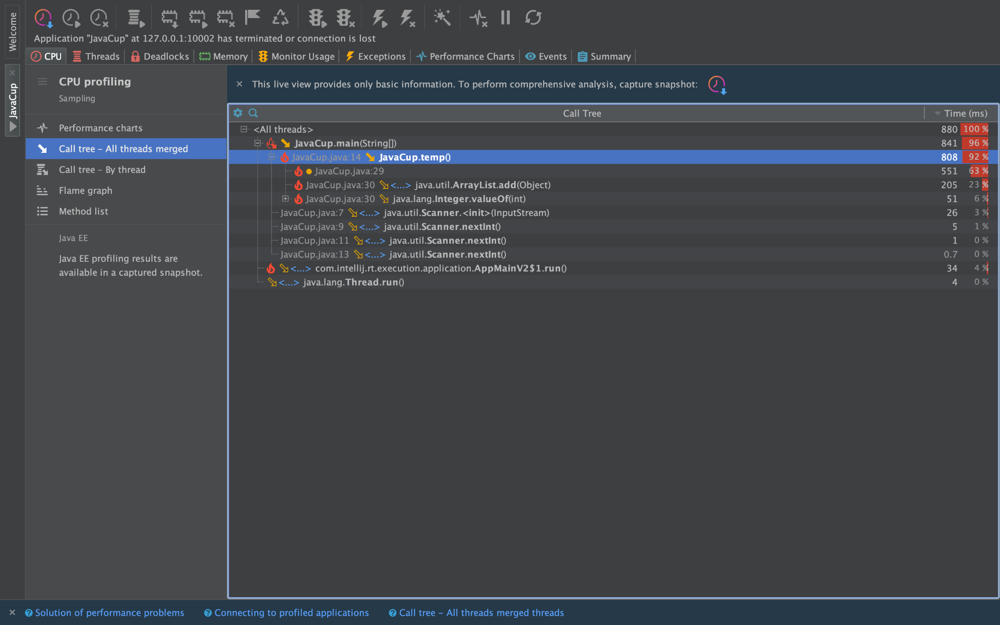 Welcome
JavaCup
Application "JavaCup" at 127.0.0.1:10002 has terminated or connection is lost
CPU Threads Deadlocks Memory Monitor Usage Exceptions Performance Charts Events Summary
CPU profiling
Sampling
Performance charts
Call tree – All threads merged
Call tree – By thread
Flame graph
Method list
Java EE
Java EE profiling results are
available in a captured snapshot.
This live view provides only basic information. To perform comprehensive analysis, capture snapshot:
Call Tree Time (ms)
<All threads> 880 100 %
JavaCup.main(String[]) 841 96 %
JavaCup.java:14 JavaCup.temp() 808 92 %
JavaCup.java:29 551 63 %
JavaCup.java:30 <...> java.util.ArrayList.add(Object) 205 23 %
JavaCup.java:30 java.lang.Integer.valueOf(int) 51 6 %
JavaCup.java:7 <...> java.util.Scanner.<init>(InputStream) 26 3 %
JavaCup.java:9 <...> java.util.Scanner.nextInt() 5 1 %
JavaCup.java:11 <...> java.util.Scanner.nextInt() 1 0 %
JavaCup.java:13 <...> java.util.Scanner.nextInt() 0.7 0 %
<...> com.intellij.rt.execution.application.AppMainV2$1.run() 34 4 %
<...> java.lang.Thread.run() 4 0 %
Solution of performance problems Connecting to profiled applications Call tree – All threads merged threads